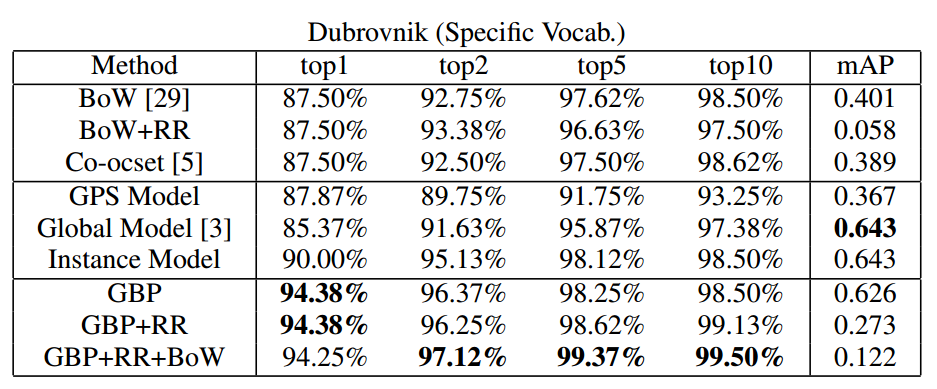 Dubrovnik (Specific Vocab.)
Method top1 top2 top5 top10 mAP
BoW [29] 87.50% 92.75% 97.62% 98.50% 0.401
BoW+RR 87.50% 93.38% 96.63% 97.50% 0.058
Co-ocset [5] 87.50% 92.50% 97.50% 98.62% 0.389
GPS Model 87.87% 89.75% 91.75% 93.25% 0.367
Global Model [3] 85.37% 91.63% 95.87% 97.38% 0.643
Instance Model 90.00% 95.13% 98.12% 98.50% 0.643
GBP 94.38% 96.37% 98.25% 98.50% 0.626
GBP+RR 94.38% 96.25% 98.62% 99.13% 0.273
GBP+RR+BoW 94.25% 97.12% 99.37% 99.50% 0.122